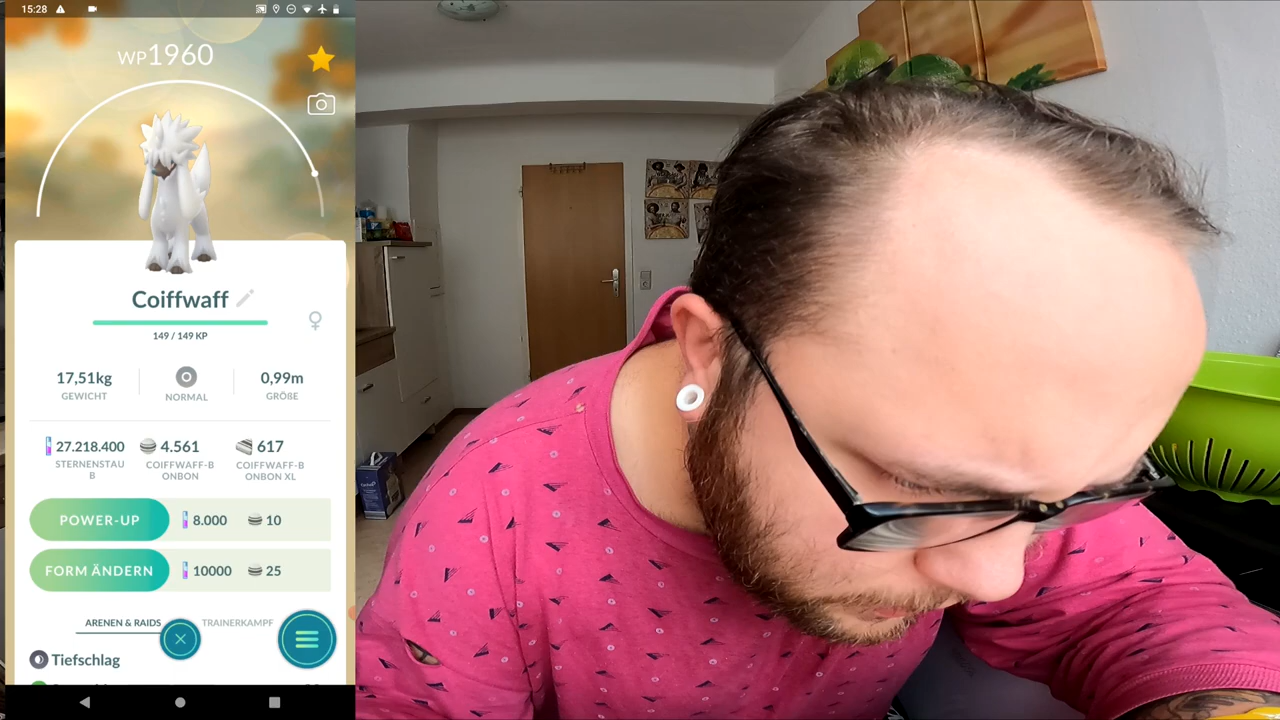 15:28
WP1960
Coiffwaff
149 / 149 KP
17,51kg
GEWICHT
NORMAL
0,99m
GRÖßE
27.218.400
STERNENSTAU
B
4.561
COIFFWAFF-B
ONBON
617
COIFFWAFF-B
ONBON XL
POWER-UP 8.000 10
FORM ÄNDERN 10000 25
ARENEN & RAIDS TRAINERKAMPF
Tiefschlag